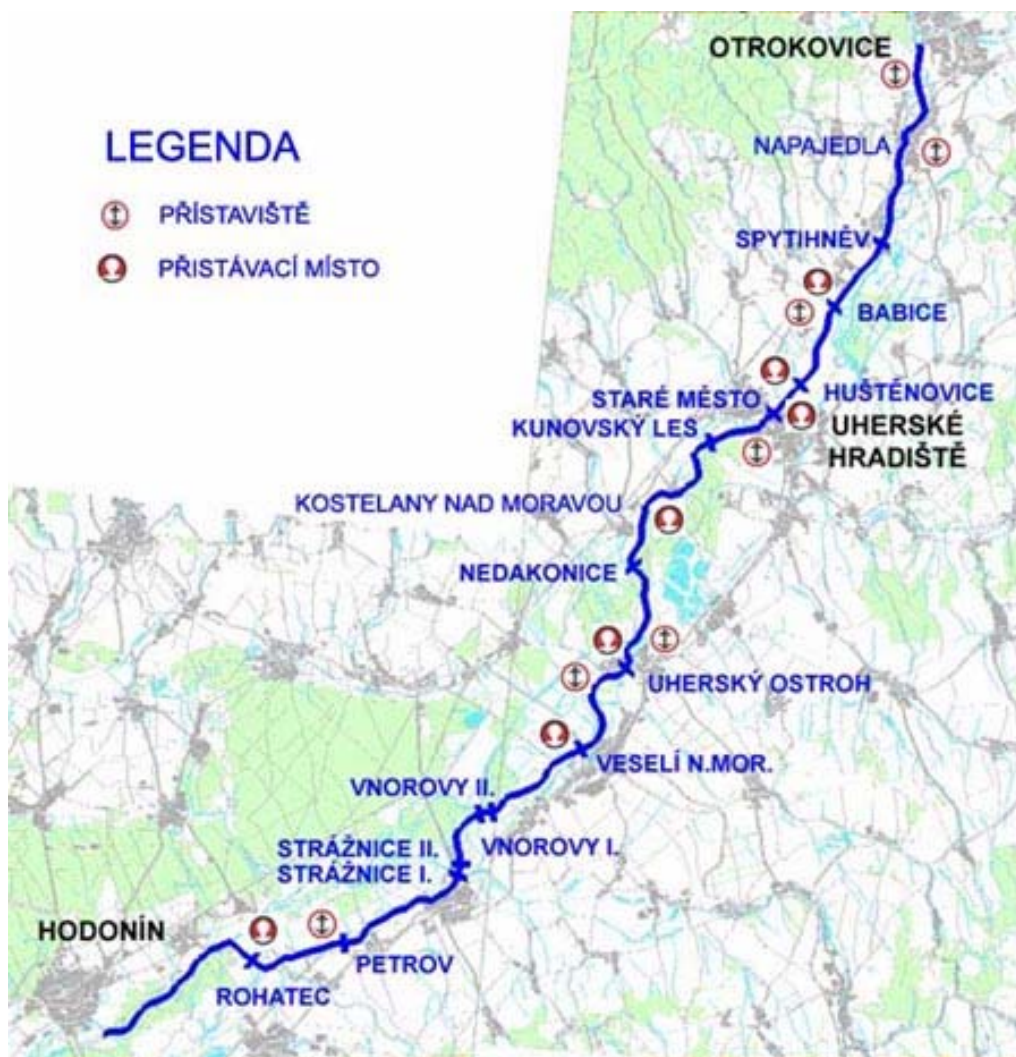 OTROKOVICE
LEGENDA
NAPAJEDLA
PŘÍSTAVIŠTĚ
SPYTIHNĚV
PŘISTÁVACÍ MÍSTO
BABICE
HUŠTĚNOVICE
STARÉ MĚSTO
KUNOVSKÝ LES
UHERSKÉ
HRADIŠTĚ
KOSTELANY NAD MORAVOU
NEDAKONICE
UHERSKÝ OSTROH
VESELÍ N.MOR.
VNOROVY II.
VNOROVY I.
STRÁŽNICE II.
STRÁŽNICE I.
HODONÍN
PETROV
ROHATEC